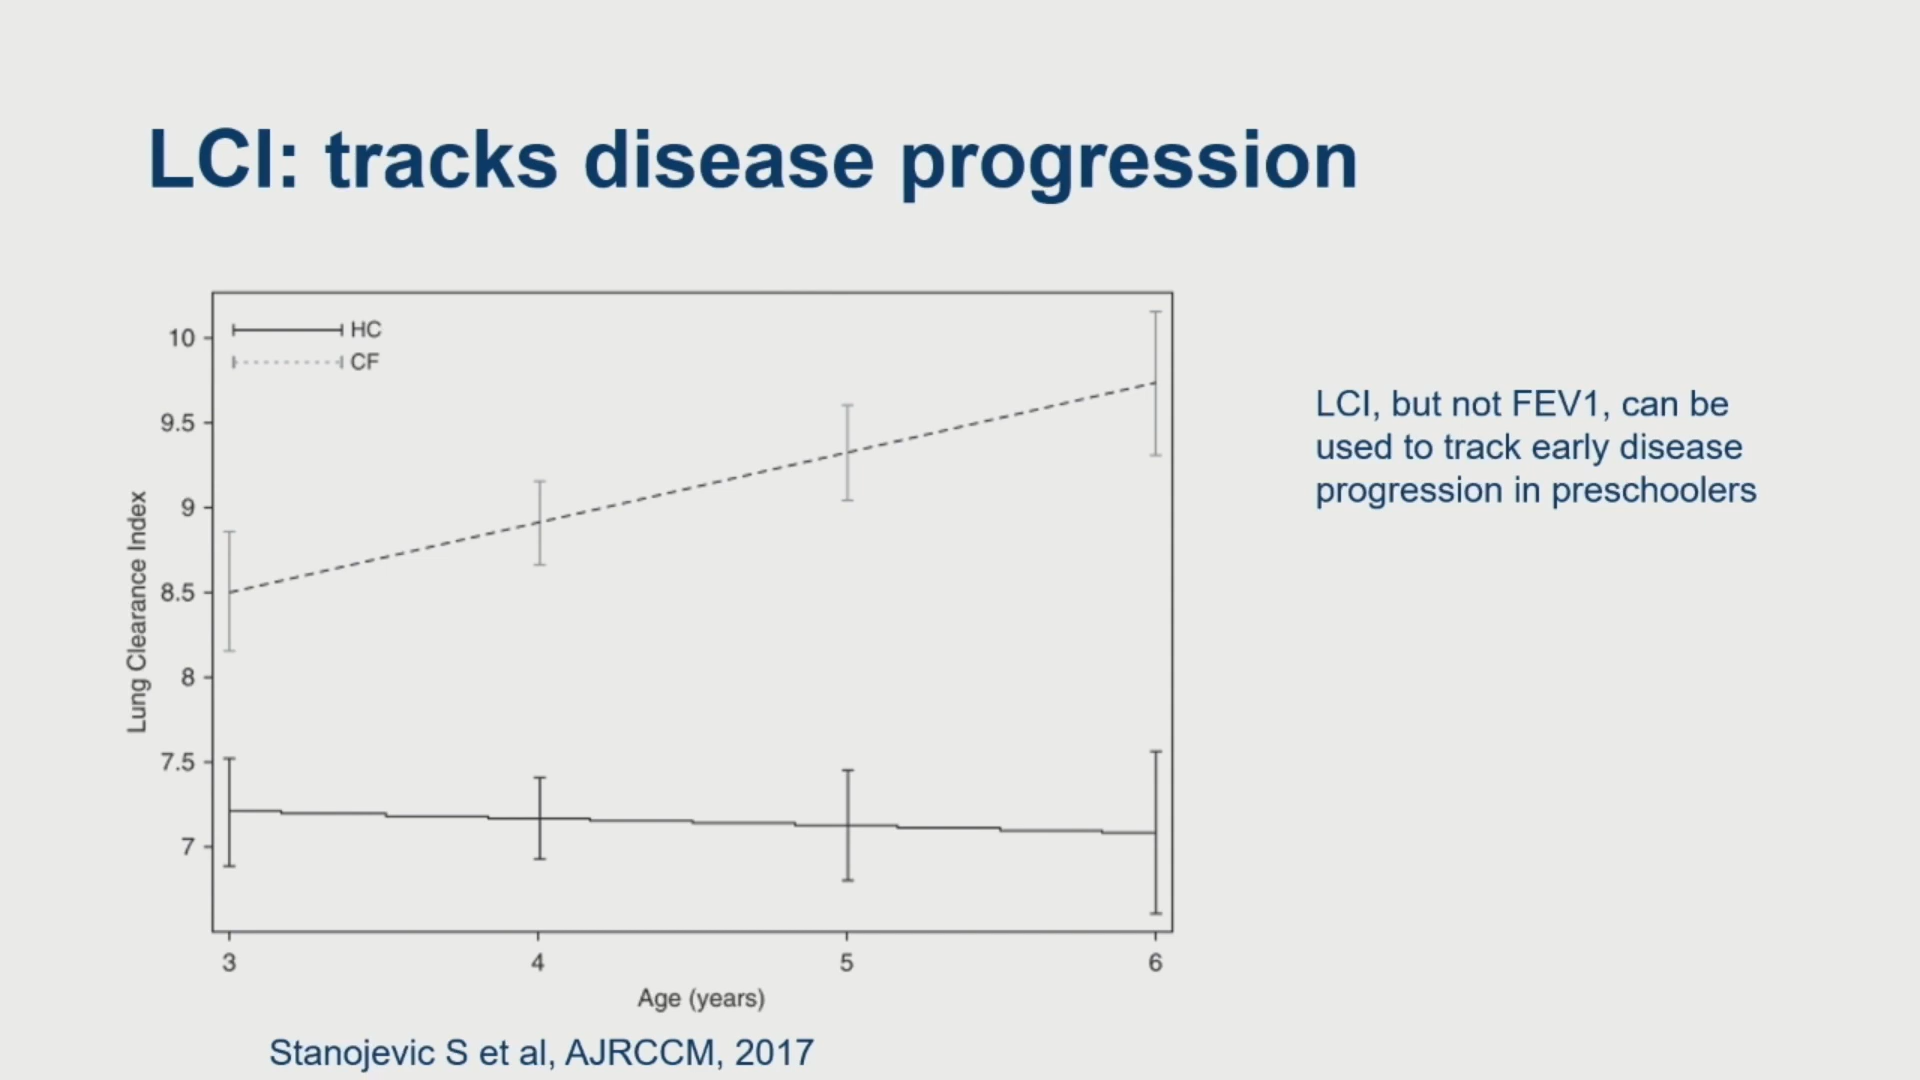 LCI: tracks disease progression
HC
CF
10
9.5
9
8.5
8
7.5
7
Lung Clearance Index
3 4 5 6
Age (years)
LCI, but not FEV1, can be
used to track early disease
progression in preschoolers
Stanojevic S et al, AJRCCM, 2017